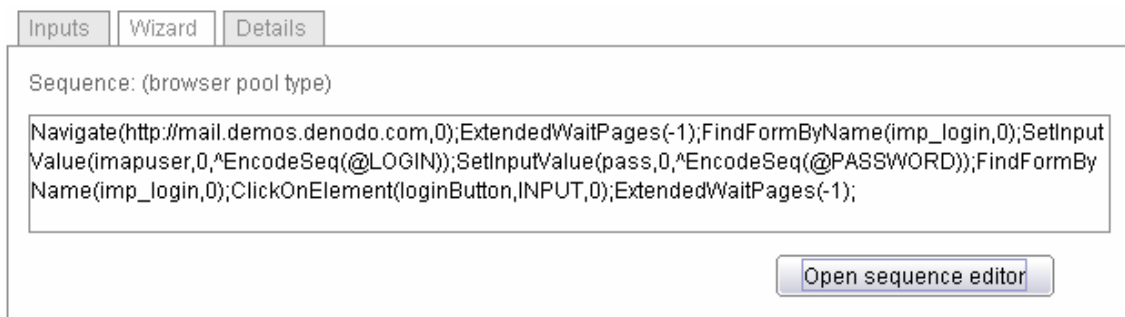 Inputs Wizard Details
Sequence: (browser pool type)
Navigate(http://mail.demos.denodo.com,0);ExtendedWaitPages(-1);FindFormByName(imp_login,0);SetInput
Value(imapuser,0,^EncodeSeq(@LOGIN));SetInputValue(pass,0,^EncodeSeq(@PASSWORD));FindFormBy
Name(imp_login,0);ClickOnElement(loginButton,INPUT,0);ExtendedWaitPages(-1);
Open sequence editor